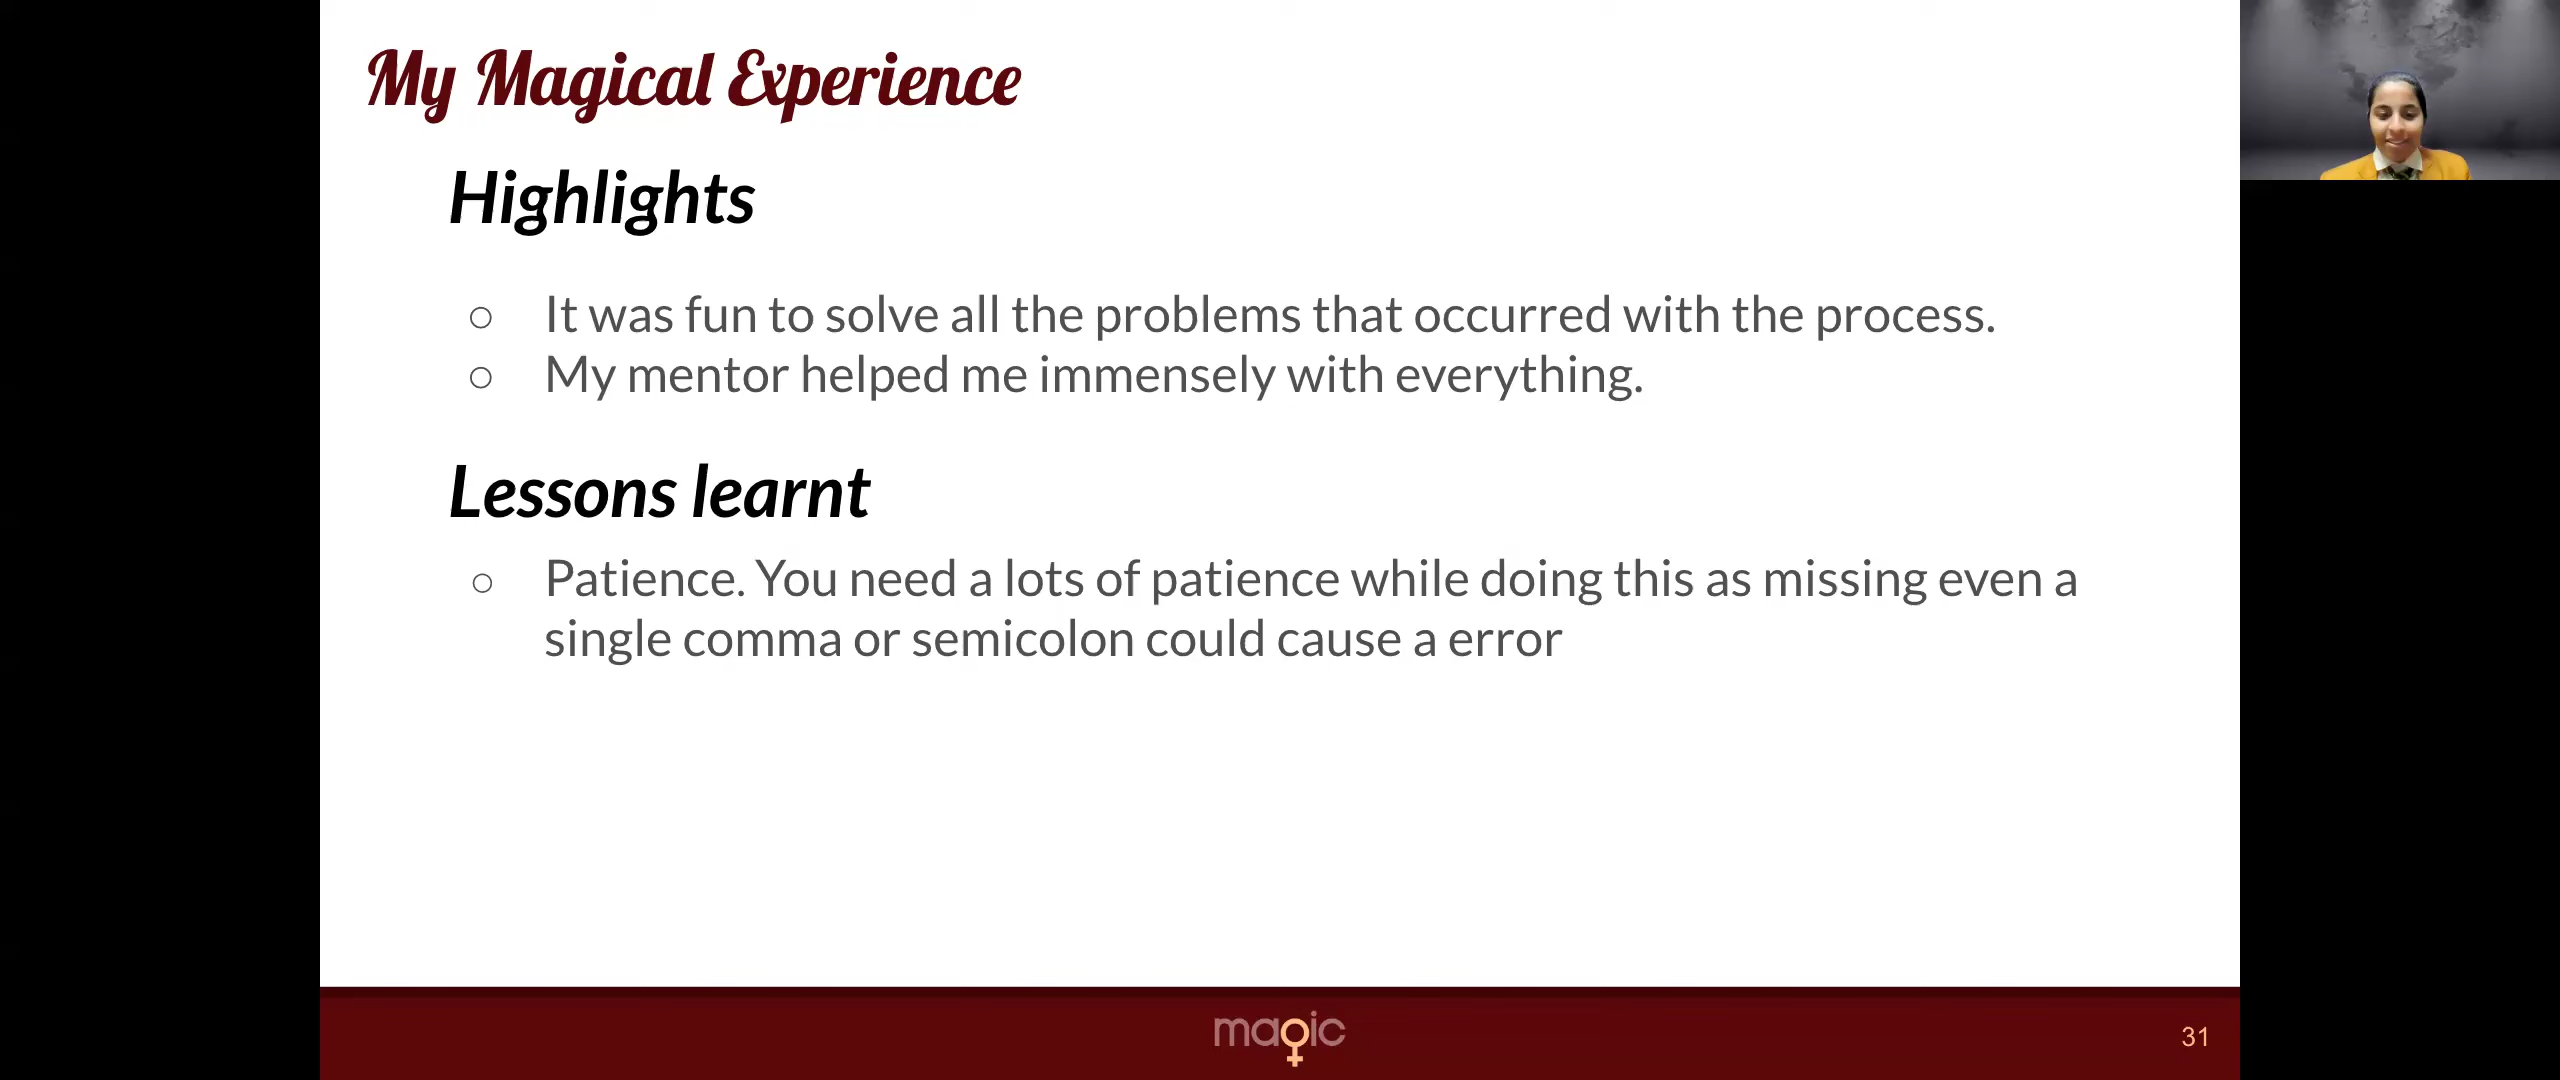 My Magical Experience
Highlights
○ It was fun to solve all the problems that occurred with the process.
○ My mentor helped me immensely with everything.
Lessons learnt
○ Patience. You need a lots of patience while doing this as missing even a
single comma or semicolon could cause a error
magic
31